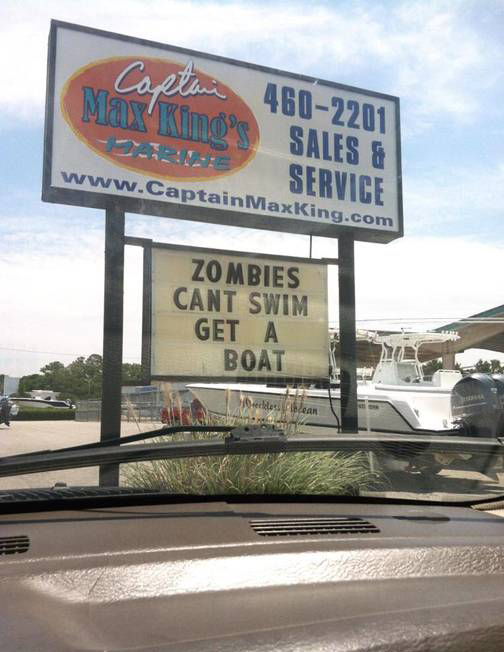 Captain
Max King's
MARINE
460-2201
SALES &
SERVICE
www.CaptainMaxKing.com
ZOMBIES
CANT SWIM
GET A
BOAT